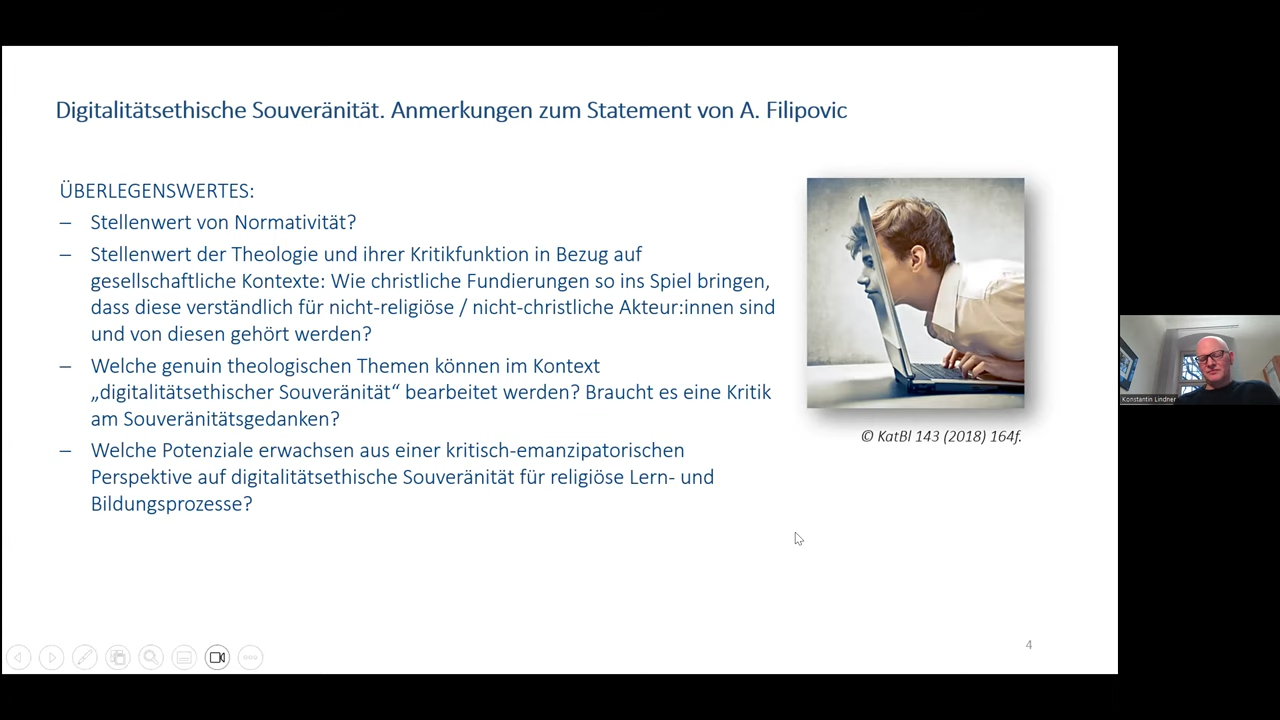 Digitalitätsethische Souveränität. Anmerkungen zum Statement von A. Filipovic
ÜBERLEGENSWERTES:
– Stellenwert von Normativität?
– Stellenwert der Theologie und ihrer Kritikfunktion in Bezug auf
gesellschaftliche Kontexte: Wie christliche Fundierungen so ins Spiel bringen,
dass diese verständlich für nicht-religiöse / nicht-christliche Akteur:innen sind
und von diesen gehört werden?
– Welche genuin theologischen Themen können im Kontext
„digitalitätsethischer Souveränität“ bearbeitet werden? Braucht es eine Kritik
am Souveränitätsgedanken?
– Welche Potenziale erwachsen aus einer kritisch-emanzipatorischen
Perspektive auf digitalitätsethische Souveränität für religiöse Lern- und
Bildungsprozesse?
© KatBl 143 (2018) 164f.
4
Konstantin Lindner